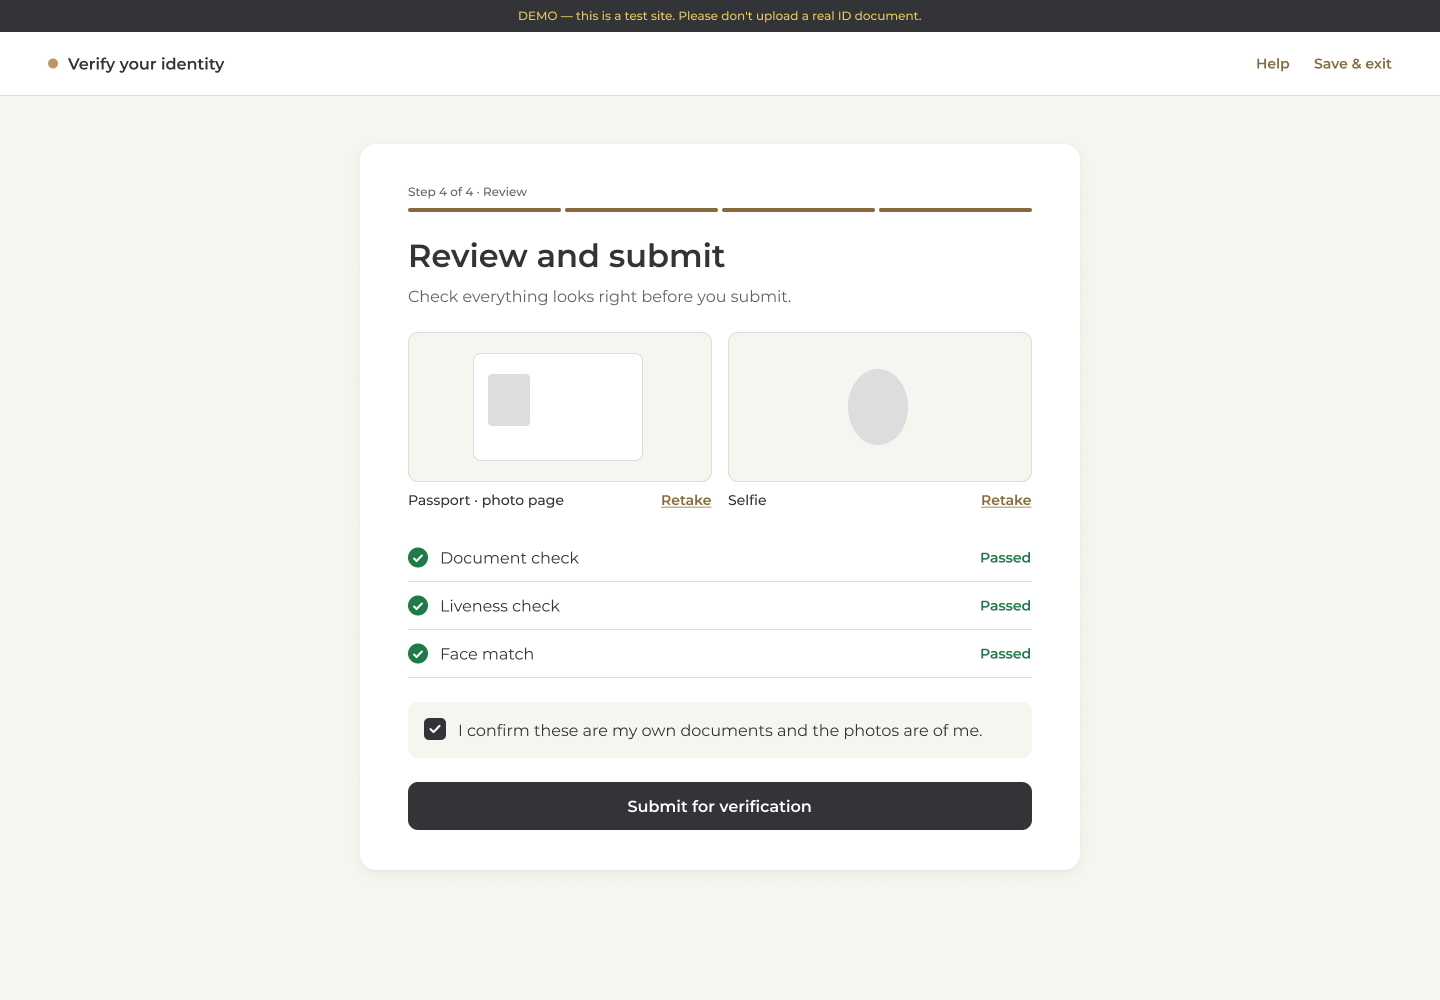 DEMO — this is a test site. Please don't upload a real ID document.
Verify your identity
Help
Save & exit
Step 4 of 4 · Review
Review and submit
Check everything looks right before you submit.
Passport · photo page
Retake
Selfie
Retake
Document check
Passed
Liveness check
Passed
Face match
Passed
I confirm these are my own documents and the photos are of me.
Submit for verification